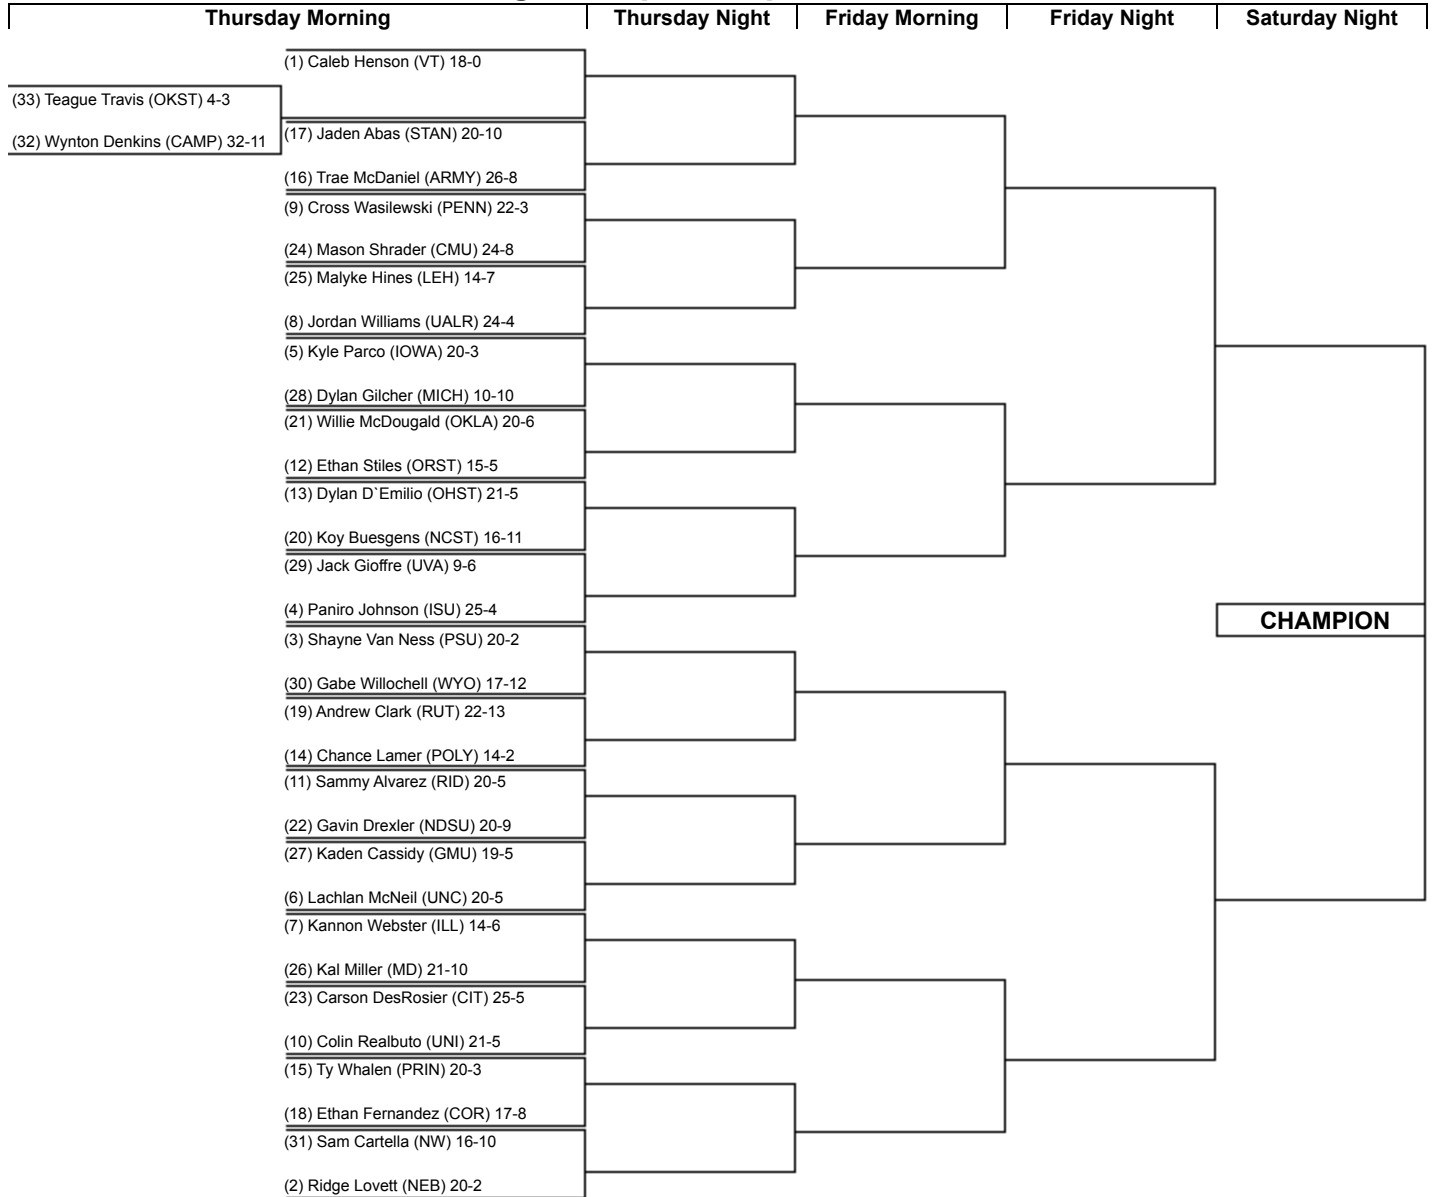 Thursday Morning Thursday Night Friday Morning Friday Night Saturday Night
(1) Caleb Henson (VT) 18-0
(33) Teague Travis (OKST) 4-3
(32) Wynton Denkins (CAMP) 32-11
(17) Jaden Abas (STAN) 20-10
(16) Trae McDaniel (ARMY) 26-8
(9) Cross Wasilewski (PENN) 22-3
(24) Mason Shrader (CMU) 24-8
(25) Malyke Hines (LEH) 14-7
(8) Jordan Williams (UALR) 24-4
(5) Kyle Parco (IOWA) 20-3
(28) Dylan Gilcher (MICH) 10-10
(21) Willie McDougald (OKLA) 20-6
(12) Ethan Stiles (ORST) 15-5
(13) Dylan D`Emilio (OHST) 21-5
(20) Koy Buesgens (NCST) 16-11
(29) Jack Gioffre (UVA) 9-6
(4) Paniro Johnson (ISU) 25-4
CHAMPION
(3) Shayne Van Ness (PSU) 20-2
(30) Gabe Willochell (WYO) 17-12
(19) Andrew Clark (RUT) 22-13
(14) Chance Lamer (POLY) 14-2
(11) Sammy Alvarez (RID) 20-5
(22) Gavin Drexler (NDSU) 20-9
(27) Kaden Cassidy (GMU) 19-5
(6) Lachlan McNeil (UNC) 20-5
(7) Kannon Webster (ILL) 14-6
(26) Kal Miller (MD) 21-10
(23) Carson DesRosier (CIT) 25-5
(10) Colin Realbuto (UNI) 21-5
(15) Ty Whalen (PRIN) 20-3
(18) Ethan Fernandez (COR) 17-8
(31) Sam Cartella (NW) 16-10
(2) Ridge Lovett (NEB) 20-2